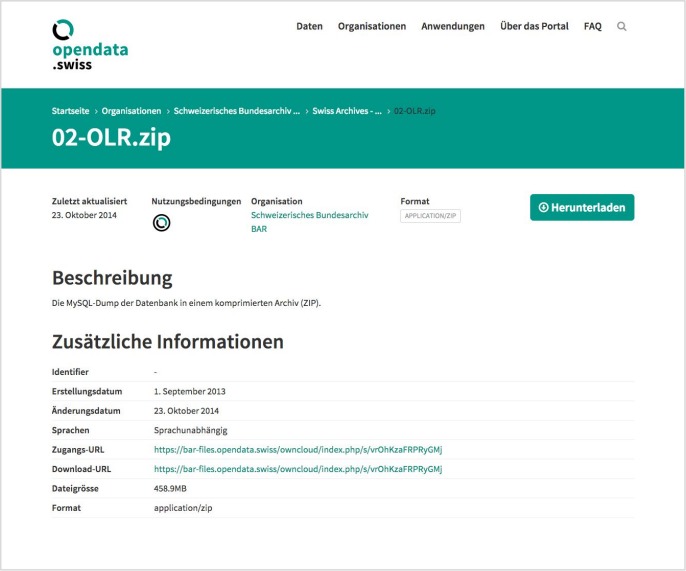 opendata
.swiss
Daten Organisationen Anwendungen Über das Portal FAQ
Startseite › Organisationen › Schweizerisches Bundesarchiv ... › Swiss Archives - ... › 02-OLR.zip
02-OLR.zip
Zuletzt aktualisiert Nutzungsbedingungen Organisation Format
23. Oktober 2014 Schweizerisches Bundesarchiv BAR APPLICATION/ZIP
Herunterladen
Beschreibung
Die MySQL-Dump der Datenbank in einem komprimierten Archiv (ZIP).
Zusätzliche Informationen
Identifier -
Erstellungsdatum 1. September 2013
Änderungsdatum 23. Oktober 2014
Sprachen Sprachunabhängig
Zugangs-URL https://bar-files.opendata.swiss/owncloud/index.php/s/vrOhKzaFRPRyGMj
Download-URL https://bar-files.opendata.swiss/owncloud/index.php/s/vrOhKzaFRPRyGMj
Dateigrösse 458.9MB
Format application/zip